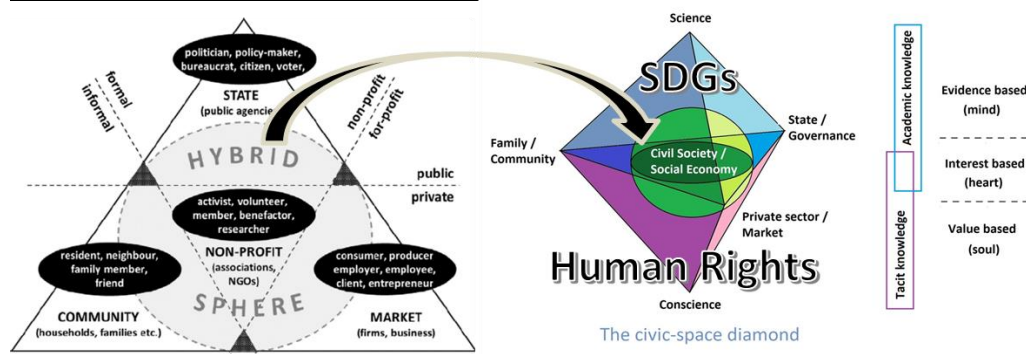 politician, policy-maker,
bureaucrat, citizen, voter,
STATE
(public agencies)
formal
informal
non-profit
for-profit
HYBRID
public
private
activist, volunteer,
member, benefactor,
researcher
NON-PROFIT
(associations,
NGOs)
resident, neighbour,
family member,
friend
consumer, producer
employer, employee,
client, entrepreneur
SPHERE
COMMUNITY
(households, families etc.)
MARKET
(firms, business)
Science
SDGs
Family /
Community
State /
Governance
Civil Society /
Social Economy
Private sector /
Market
Human Rights
Conscience
The civic-space diamond
Academic knowledge
Tacit knowledge
Evidence based
(mind)
Interest based
(heart)
Value based
(soul)